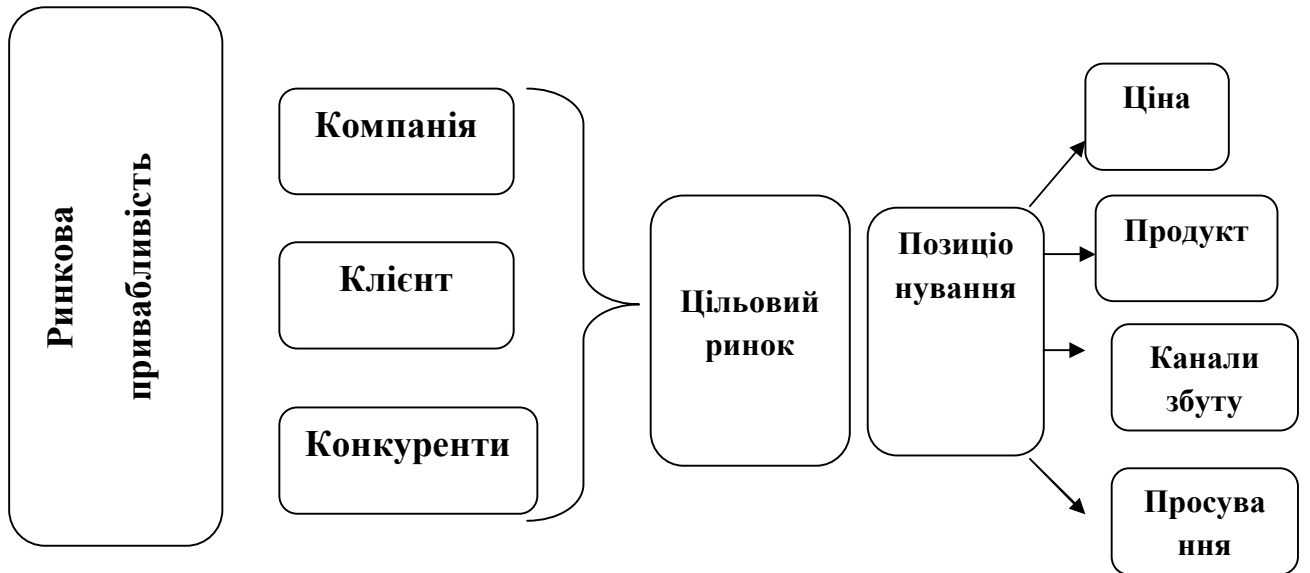 Ринкова
привабливість
Компанія
Клієнт
Конкуренти
Цільовий
ринок
Позиціо
нування
Ціна
Продукт
Канали
збуту
Просува
ння